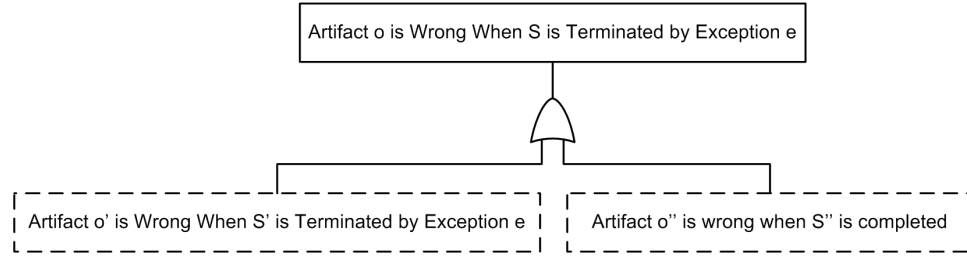 Artifact o is Wrong When S is Terminated by Exception e
Artifact o’ is Wrong When S’ is Terminated by Exception e
Artifact o’’ is wrong when S’’ is completed